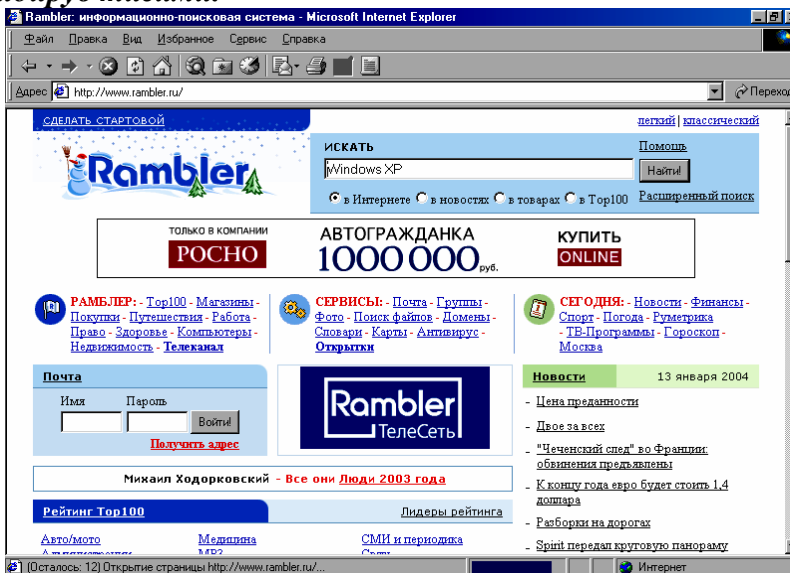 Rambler: информационно-поисковая система - Microsoft Internet Explorer
Файл Правка Вид Избранное Сервис Справка
Адрес http://www.rambler.ru/ Переход
СДЕЛАТЬ СТАРТОВОЙ
легкий | классический
Rambler
ИСКАТЬ
Помощь
Windows XP
Найти!
в Интернете в новостях в товарах в Top100
Расширенный поиск
ТОЛЬКО В КОМПАНИИ
РОСНО
АВТОГРАЖДАНКА
1000 000 руб.
КУПИТЬ
ONLINE
РАМБЛЕР: - Top100 - Магазины -
Покупки - Путешествия - Работа -
Право - Здоровье - Компьютеры -
Недвижимость - Телеканал
СЕРВИСЫ: - Почта - Группы -
Фото - Поиск файлов - Домены -
Словари - Карты - Антивирус -
Открытки
СЕГОДНЯ: - Новости - Финансы -
Спорт - Погода - Руметрика
- ТВ-Программы - Гороскоп -
Москва
Почта
Имя Пароль
Войти!
Получить адрес
Rambler
ТелеСеть
Новости 13 января 2004
- Цена преданности
- Двое за всех
- "Чеченский след" во Франции:
обвинения предъявлены
- К концу года евро будет стоить 1,4
доллара
- Разборки на дорогах
- Spirit передал круговую панораму
Михаил Ходорковский - Все они Люди 2003 года
Рейтинг Top100 Лидеры рейтинга
Авто/мото Медицина СМИ и периодика
(Осталось: 12) Открытие страницы http://www.rambler.ru/... Интернет